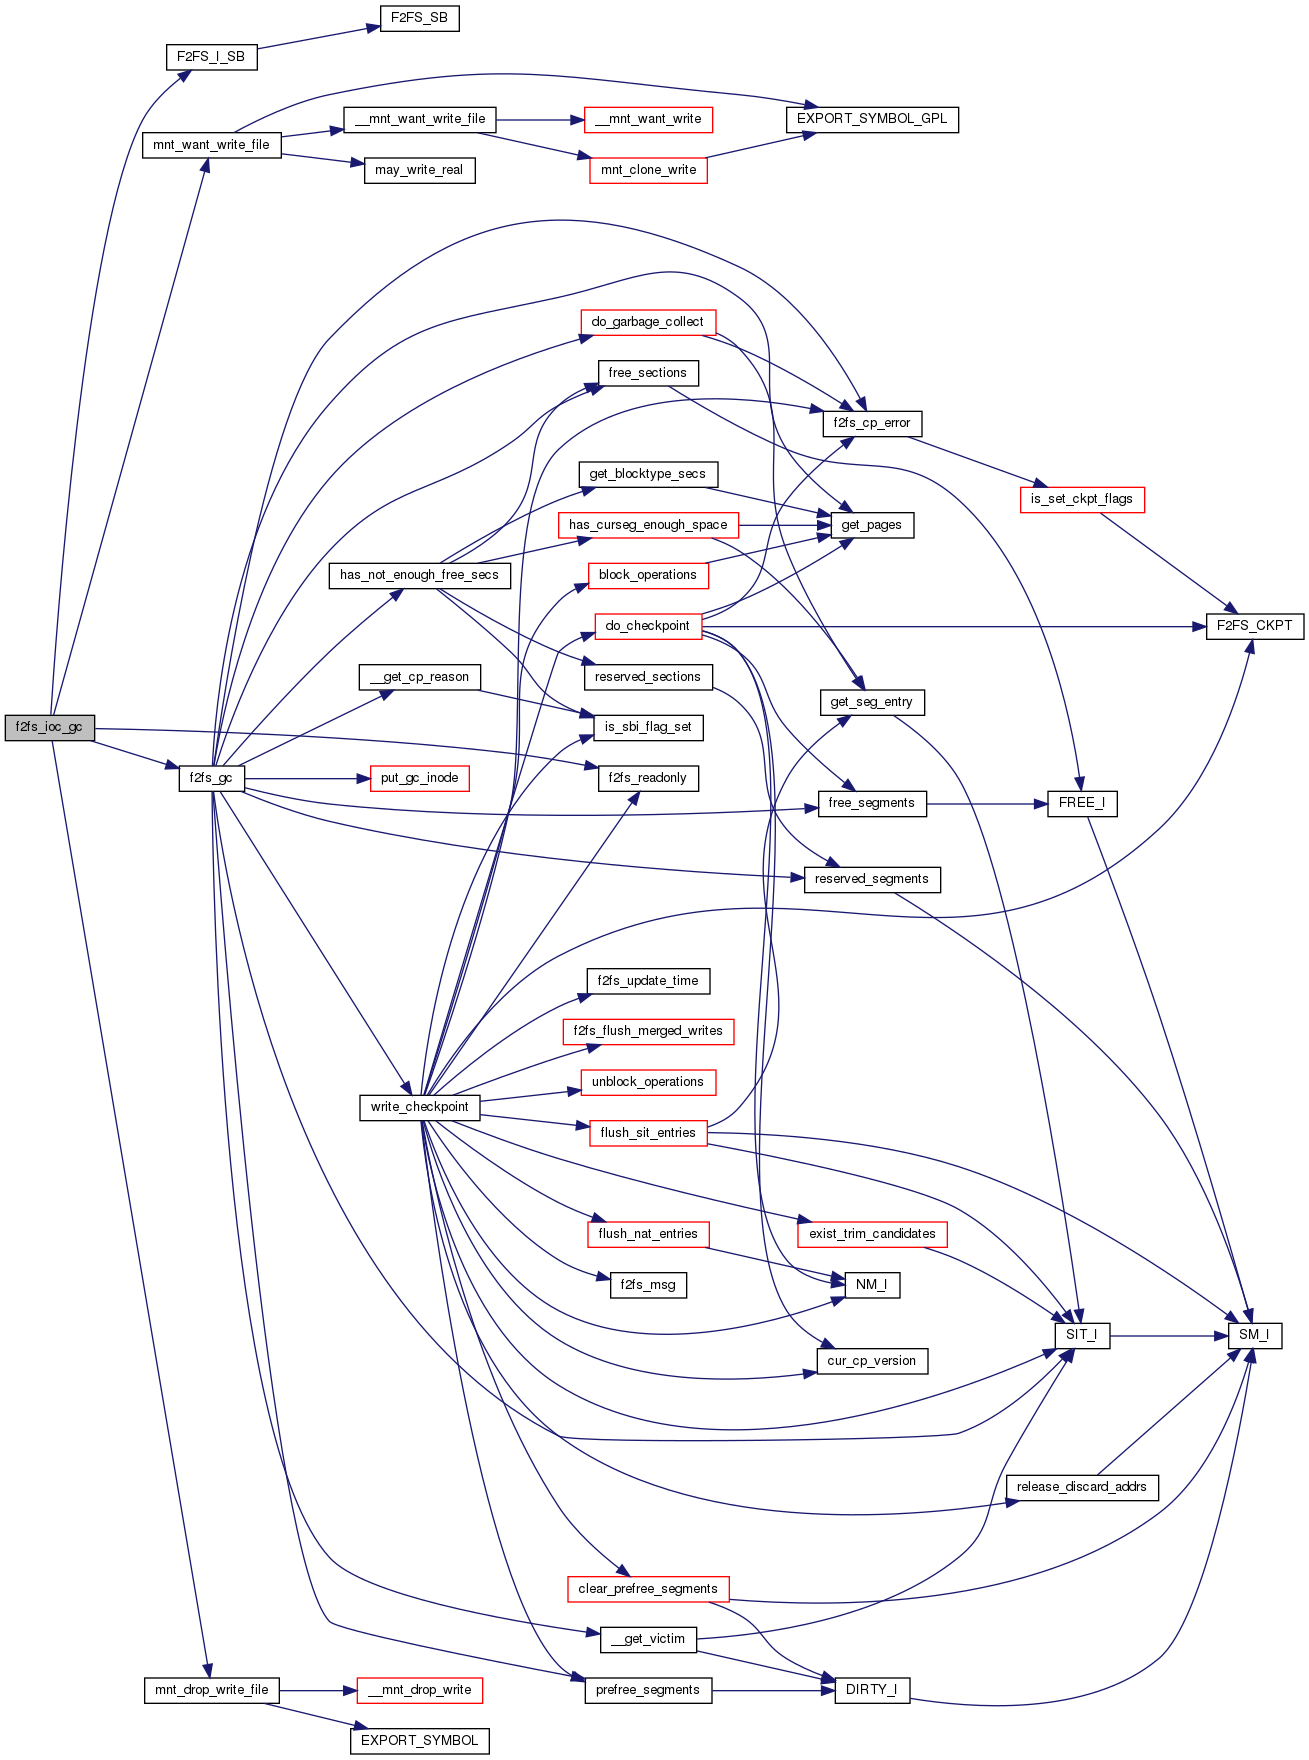 F2FS_SB
F2FS_I_SB
__mnt_want_write_file
__mnt_want_write
EXPORT_SYMBOL_GPL
mnt_want_write_file
may_write_real
mnt_clone_write
do_garbage_collect
free_sections
f2fs_cp_error
get_blocktype_secs
is_set_ckpt_flags
has_curseg_enough_space
get_pages
has_not_enough_free_secs
block_operations
do_checkpoint
F2FS_CKPT
__get_cp_reason
reserved_sections
get_seg_entry
f2fs_ioc_gc
is_sbi_flag_set
f2fs_gc
put_gc_inode
f2fs_readonly
free_segments
FREE_I
reserved_segments
f2fs_update_time
f2fs_flush_merged_writes
unblock_operations
write_checkpoint
flush_sit_entries
flush_nat_entries
exist_trim_candidates
f2fs_msg
NM_I
SIT_I
SM_I
cur_cp_version
release_discard_addrs
clear_prefree_segments
__get_victim
mnt_drop_write_file
__mnt_drop_write
prefree_segments
DIRTY_I
EXPORT_SYMBOL